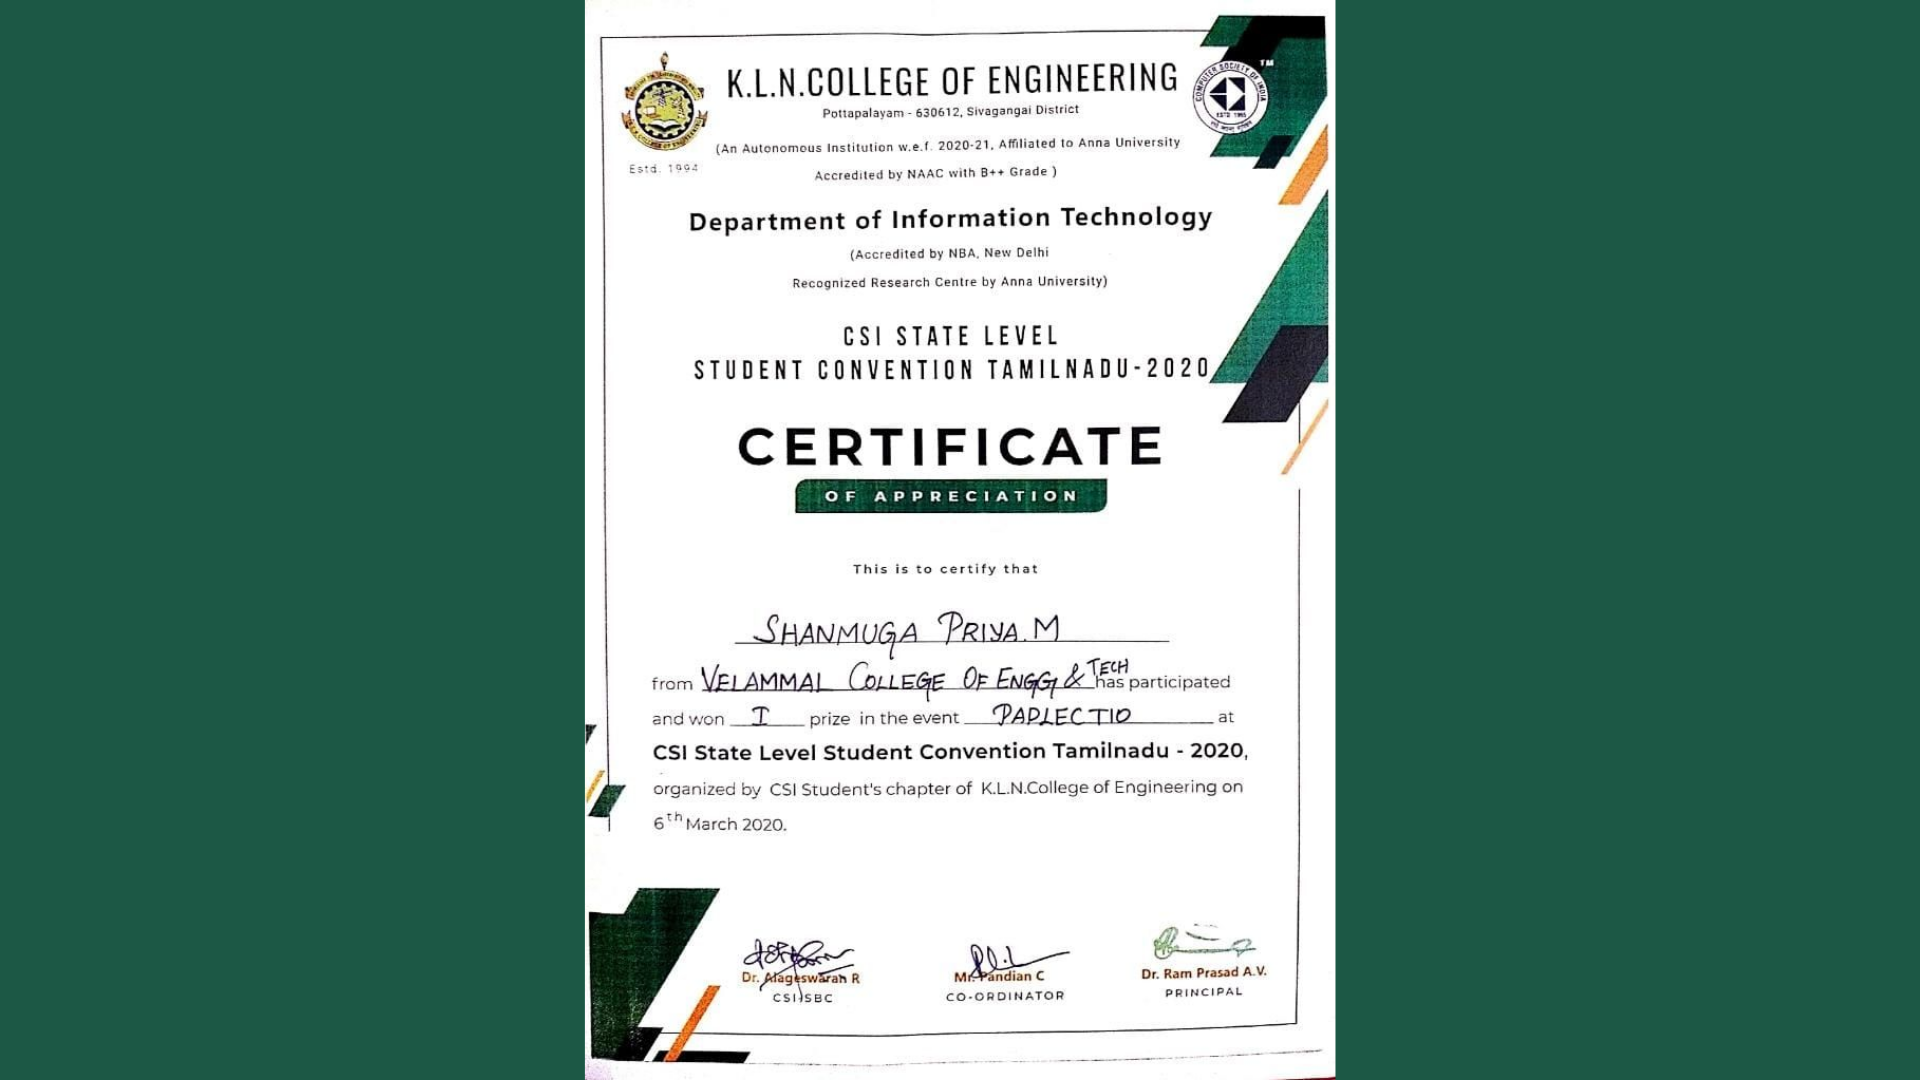 K.L.N.COLLEGE OF ENGINEERING
Pottapalayam - 630612, Sivagangai District
(An Autonomous Institution w.e.f. 2020-21, Affiliated to Anna University
Accredited by NAAC with B++ Grade )
Estd. 1994
COMPUTER SOCIETY OF INDIA
ESTD 1965
TM
Department of Information Technology
(Accredited by NBA, New Delhi
Recognized Research Centre by Anna University)
CSI STATE LEVEL
STUDENT CONVENTION TAMILNADU-2020
CERTIFICATE
OF APPRECIATION
This is to certify that
SHANMUGA PRIYA.M
from VELAMMAL COLLEGE OF ENGG & TECH has participated
and won I prize in the event PAPLECTIO at
CSI State Level Student Convention Tamilnadu - 2020,
organized by CSI Student's chapter of K.L.N.College of Engineering on
6th March 2020.
Dr. Alageswaran R
CSI-SBC
Mr. Pandian C
CO-ORDINATOR
Dr. Ram Prasad A.V.
PRINCIPAL